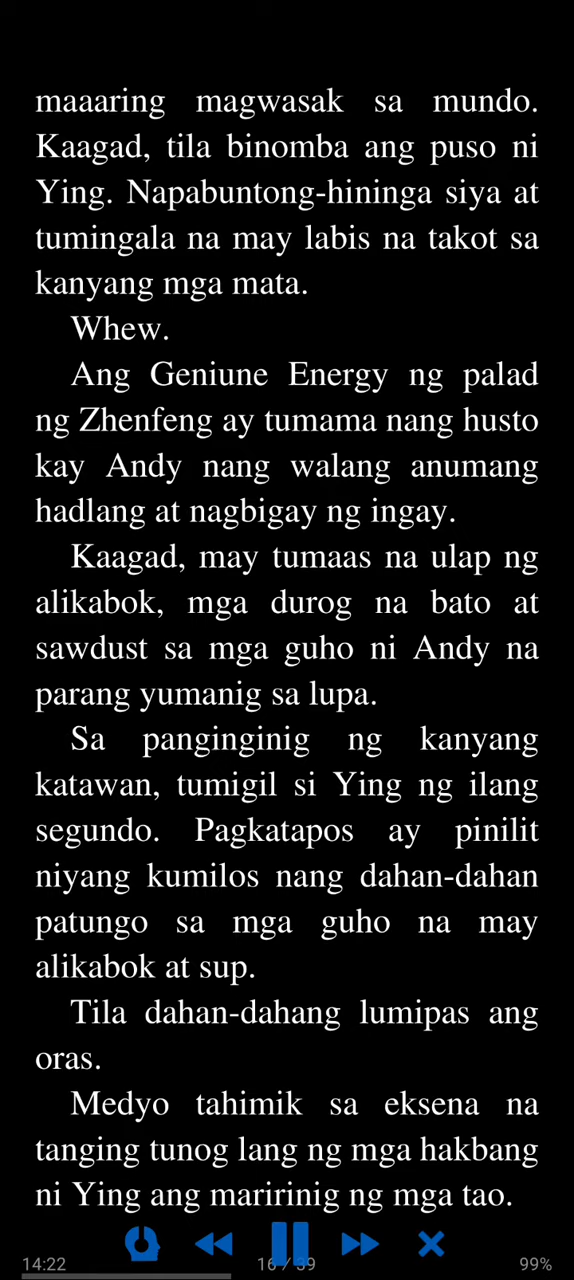 maaaring magwasak sa mundo.
Kaagad, tila binomba ang puso ni
Ying. Napabuntong-hininga siya at
tumingala na may labis na takot sa
kanyang mga mata.
Whew.
Ang Geniune Energy ng palad
ng Zhenfeng ay tumama nang husto
kay Andy nang walang anumang
hadlang at nagbigay ng ingay.
Kaagad, may tumaas na ulap ng
alikabok, mga durog na bato at
sawdust sa mga guho ni Andy na
parang yumanig sa lupa.
Sa panginginig ng kanyang
katawan, tumigil si Ying ng ilang
segundo. Pagkatapos ay pinilit
niyang kumilos nang dahan-dahan
patungo sa mga guho na may
alikabok at sup.
Tila dahan-dahang lumipas ang
oras.
Medyo tahimik sa eksena na
tanging tunog lang ng mga hakbang
ni Ying ang maririnig ng mga tao.
14:22 16 / 39 99%